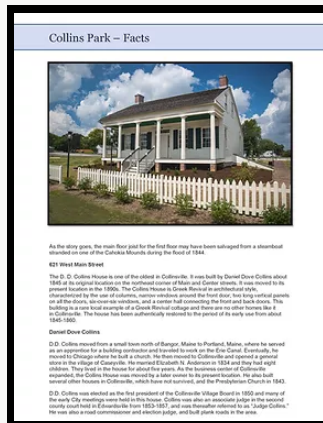 Collins Park – Facts
As the story goes, the main floor joist for the first floor may have been salvaged from a steamboat
stranded on one of the Cahokia Mounds during the flood of 1844.
621 West Main Street
The D. D. Collins House is one of the oldest in Collinsville. It was built by Daniel Dove Collins about
1845 at its original location on the northeast corner of Main and Center streets. It was moved to its
present location in the 1890s. The Collins House is Greek Revival in architectural style,
characterized by the use of columns, narrow windows around the front door, two long vertical panels
on all the doors, six-over-six windows, and a center hall connecting the front and back doors. This
building is a rare local example of a Greek Revival cottage and there are no other homes like it
in Collinsville. The house has been authentically restored to the period of its early use from about
1845-1860.
Daniel Dove Collins
D.D. Collins moved from a small town north of Bangor, Maine to Portland, Maine, where he served
as an apprentice for a building contractor and traveled to work on the Erie Canal. Eventually, he
moved to Chicago where he built a church. He then moved to Collinsville and opened a general
store in the village of Caseyville. He married Elizabeth N. Anderson in 1834 and they had eight
children. They lived in the house for about five years. As the business center of Collinsville
expanded, the Collins House was moved by a later owner to its present location. He also built
several other houses in Collinsville, which have not survived, and the Presbyterian Church in 1843.
D.D. Collins was elected as the first president of the Collinsville Village Board in 1850 and many of
the early City meetings were held in this house. Collins was also an associate judge in the second
county court held in Edwardsville from 1853-1857, and was thereafter referred to as "Judge Collins."
He was also a road commissioner and election judge, and built plank roads in the area.